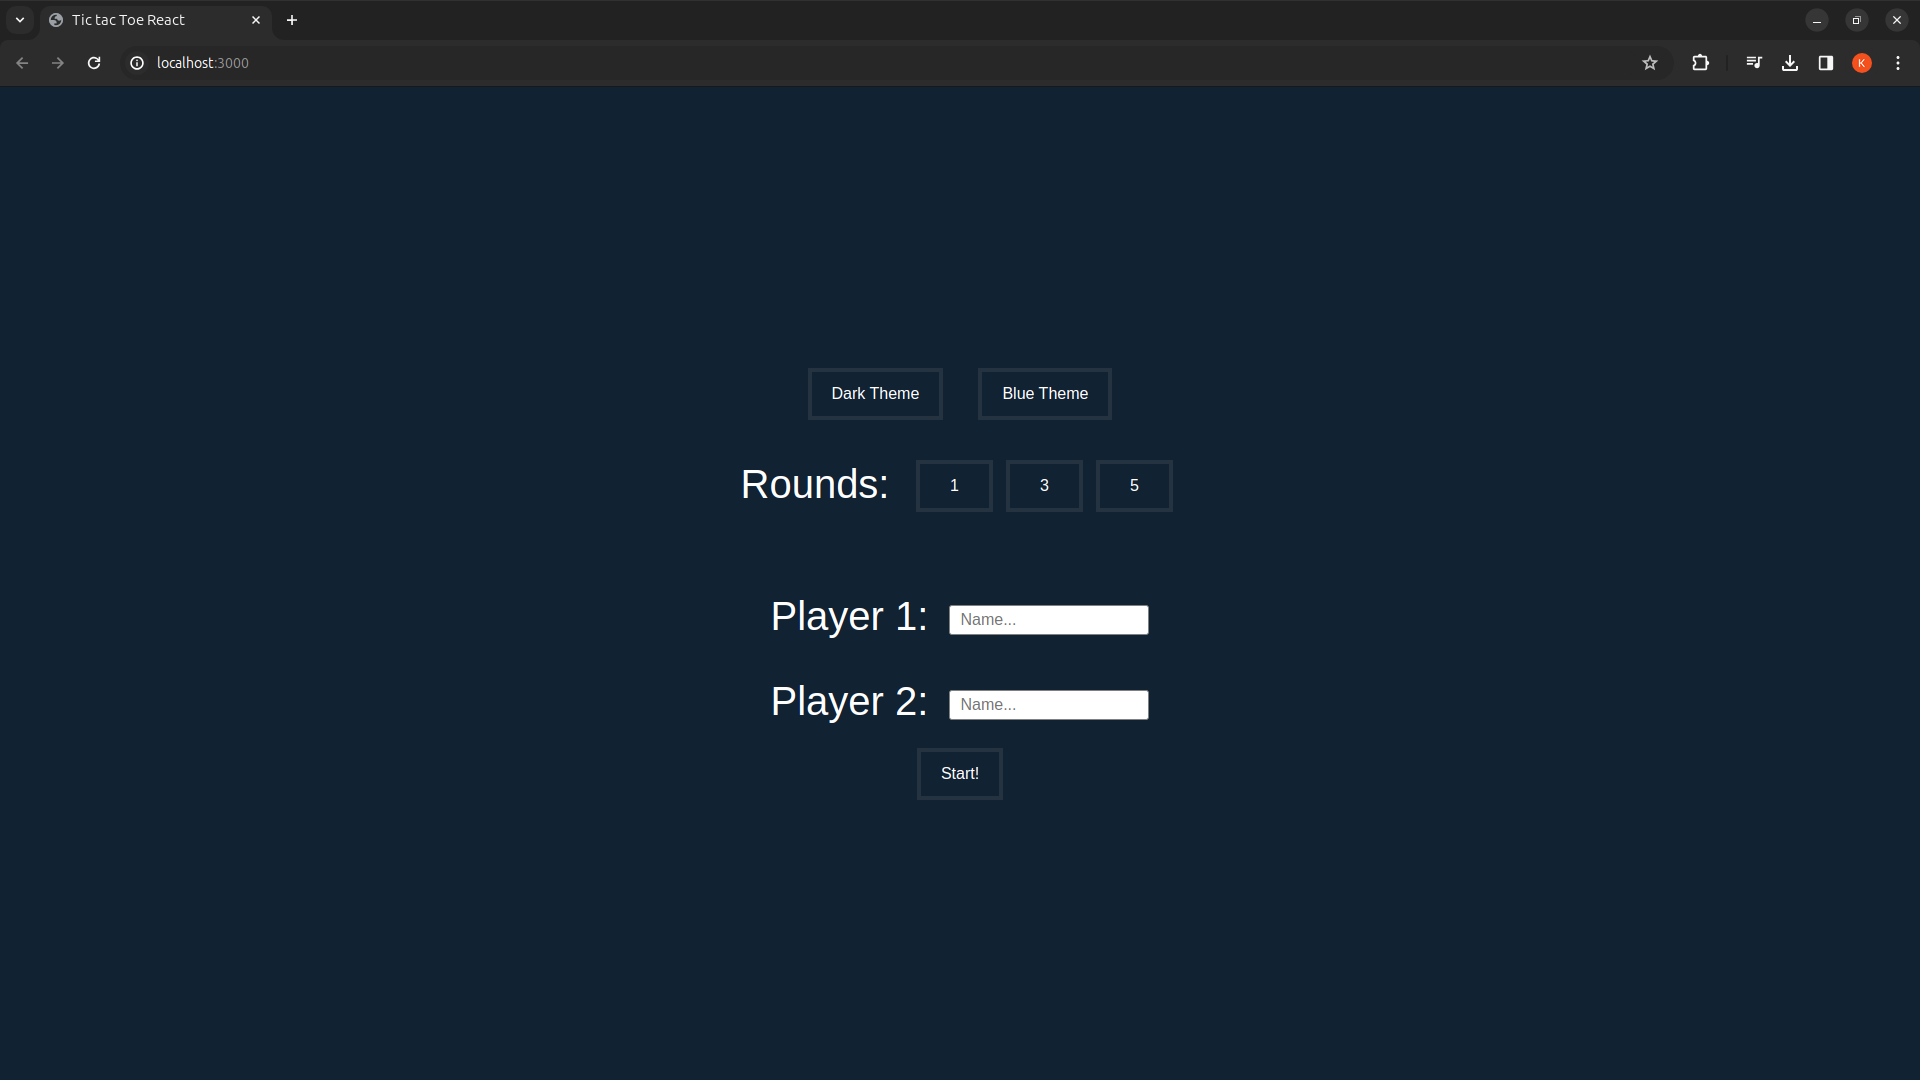 Tic tac Toe React
localhost:3000
K
Dark Theme Blue Theme
Rounds: 1 3 5
Player 1: Name...
Player 2: Name...
Start!